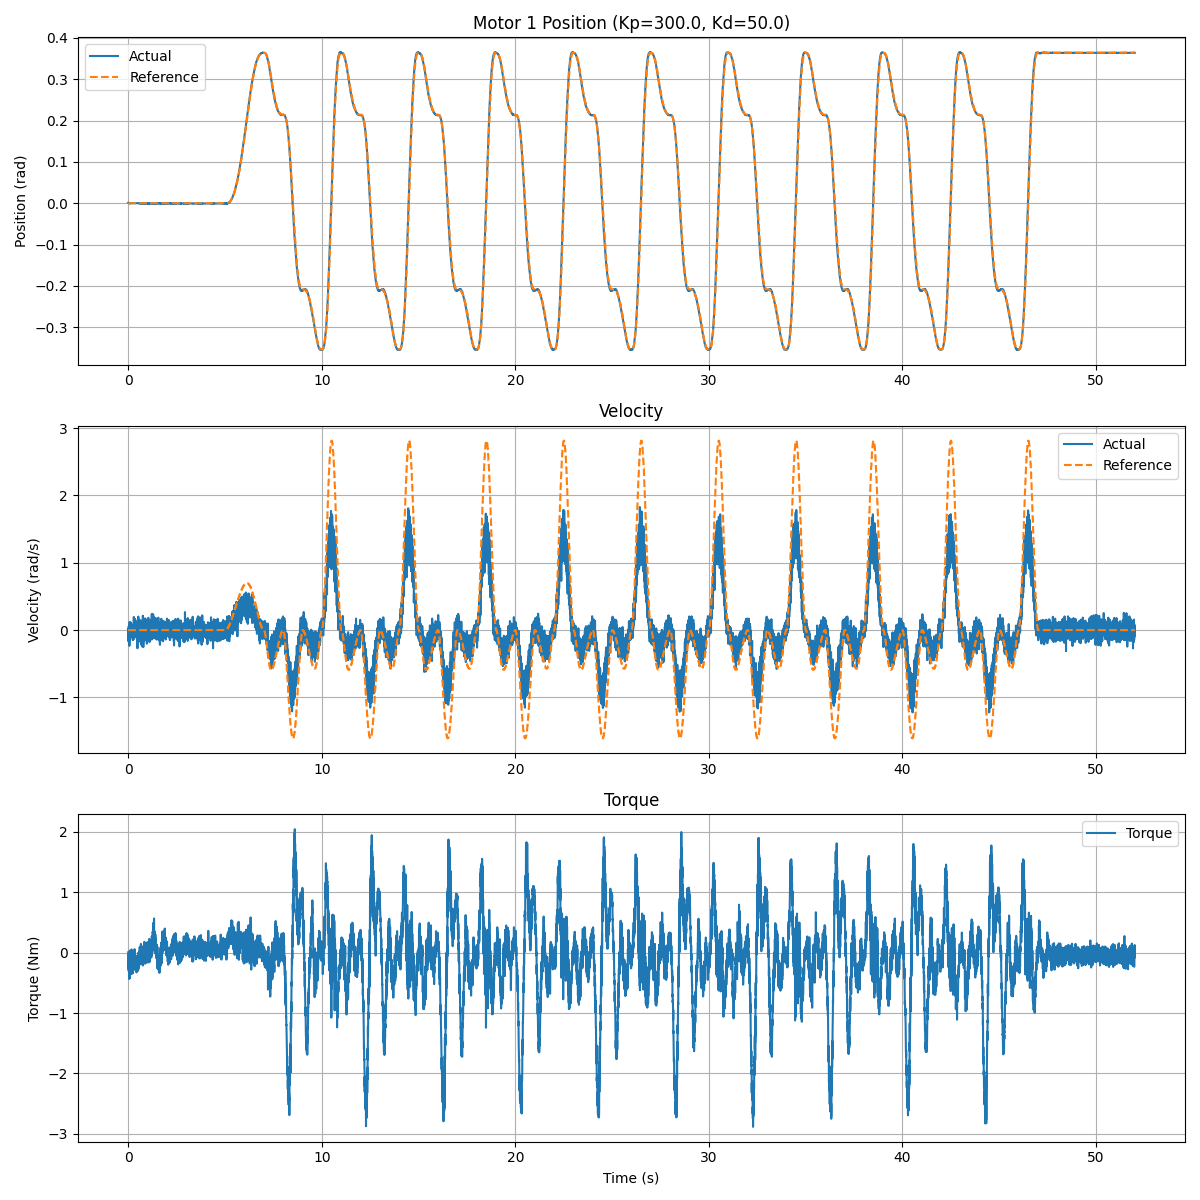 Motor 1 Position (Kp=300.0, Kd=50.0)
0.4
0.3
0.2
0.1
0.0
−0.1
−0.2
−0.3
Position (rad)
Actual
Reference
0 10 20 30 40 50
Velocity
3
2
1
0
−1
Velocity (rad/s)
Actual
Reference
0 10 20 30 40 50
Torque
2
1
0
−1
−2
−3
Torque (Nm)
Torque
0 10 20 30 40 50
Time (s)